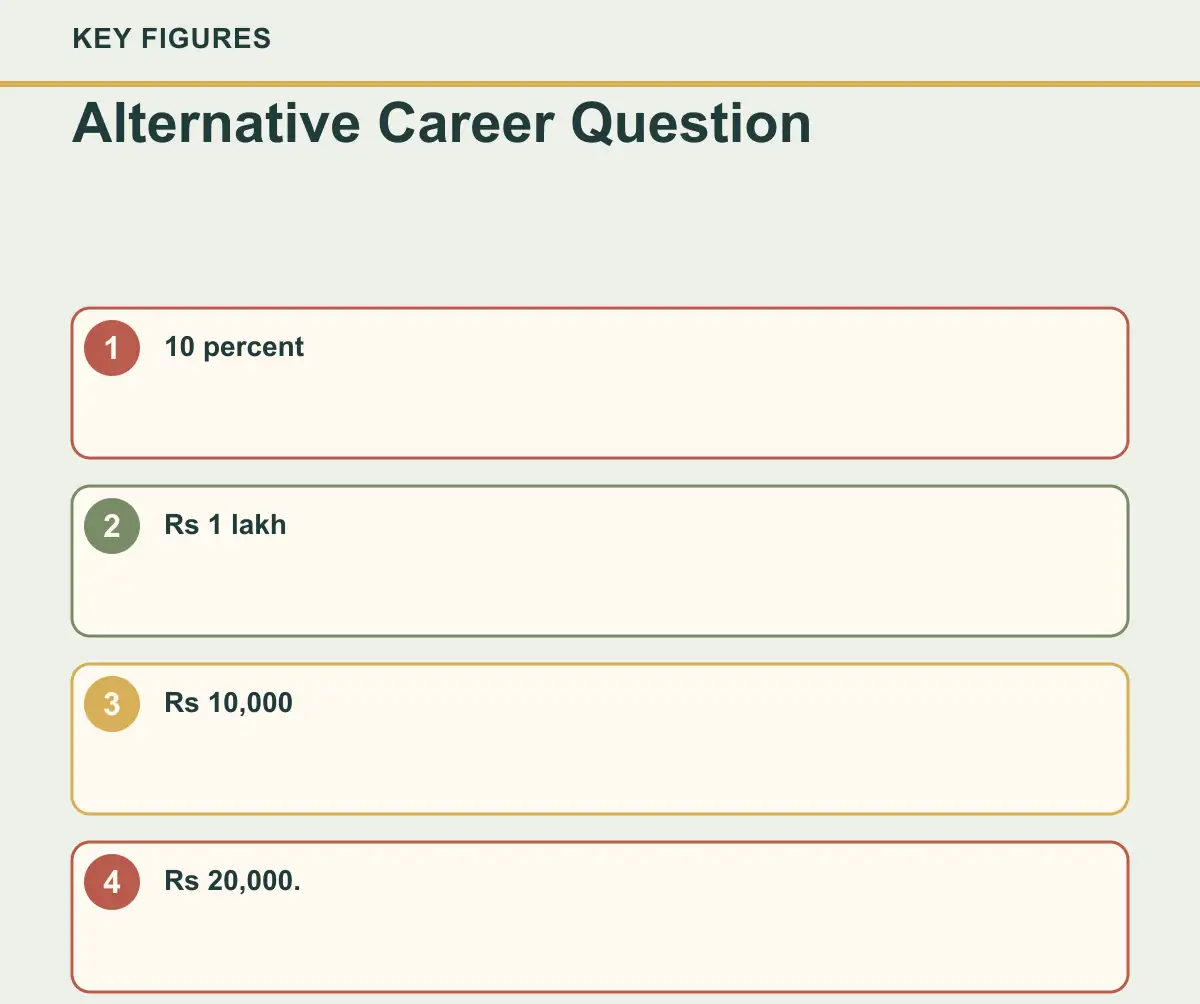 KEY FIGURES
Alternative Career Question
1 10 percent
2 Rs 1 lakh
3 Rs 10,000
4 Rs 20,000.